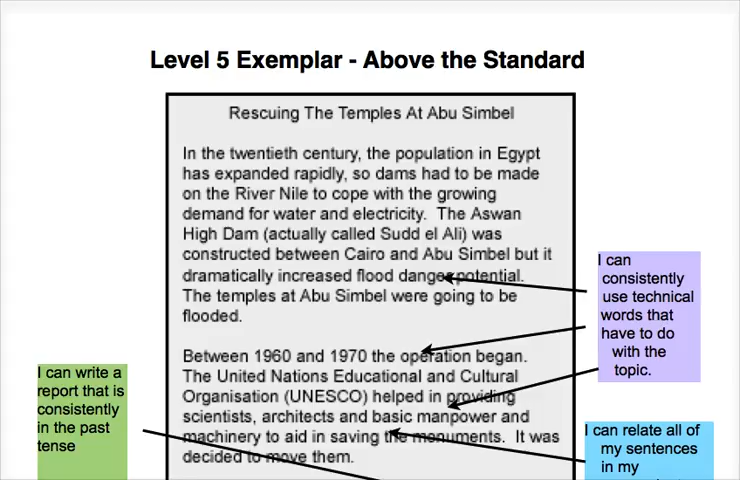 Level 5 Exemplar - Above the Standard
Rescuing The Temples At Abu Simbel
In the twentieth century, the population in Egypt
has expanded rapidly, so dams had to be made
on the River Nile to cope with the growing
demand for water and electricity.  The Aswan
High Dam (actually called Sudd el Ali) was
constructed between Cairo and Abu Simbel but it
dramatically increased flood danger potential.
The temples at Abu Simbel were going to be
flooded.
Between 1960 and 1970 the operation began.
The United Nations Educational and Cultural
Organisation (UNESCO) helped in providing
scientists, architects and basic manpower and
machinery to aid in saving the monuments.  It was
decided to move them.
I can
consistently
use technical
words that
have to do
with the
topic.
I can write a
report that is
consistently
in the past
tense
I can relate all of
my sentences
in my